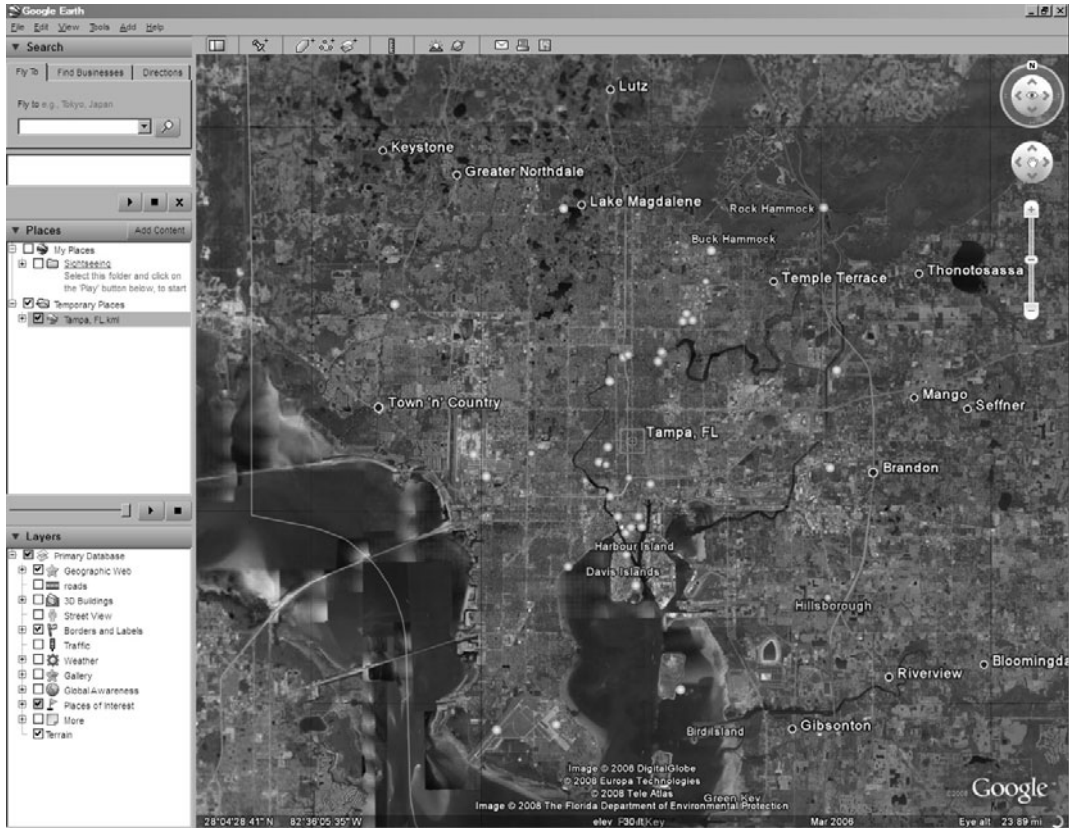 Google Earth
File Edit View Tools Add Help
Search
Fly To Find Businesses Directions
Fly to e.g., Tokyo, Japan
Places Add Content
My Places
Sightseeing
Select this folder and click on
the 'Play' button below, to start
Temporary Places
Tampa, FL.kml
Layers
Primary Database
Geographic Web
roads
3D Buildings
Street View
Borders and Labels
Traffic
Weather
Gallery
Global Awareness
Places of Interest
More
Terrain
N
Lutz
Keystone
Greater Northdale
Lake Magdalene
Rock Hammock
Buck Hammock
Temple Terrace
Thonotosassa
Town 'n' Country
Mango
Seffner
Tampa, FL
Brandon
Harbour Island
Davis Islands
Hillsborough
Bloomingda
Riverview
Gibsonton
Bird Island
Image © 2008 DigitalGlobe
© 2008 Europa Technologies
© 2008 Tele Atlas
Green Key
Image © 2008 The Florida Department of Environmental Protection
©2008 Google
28°04'28.41" N 82°36'05.35" W elev 30 ft Mar 2006 Eye alt 23.89 mi